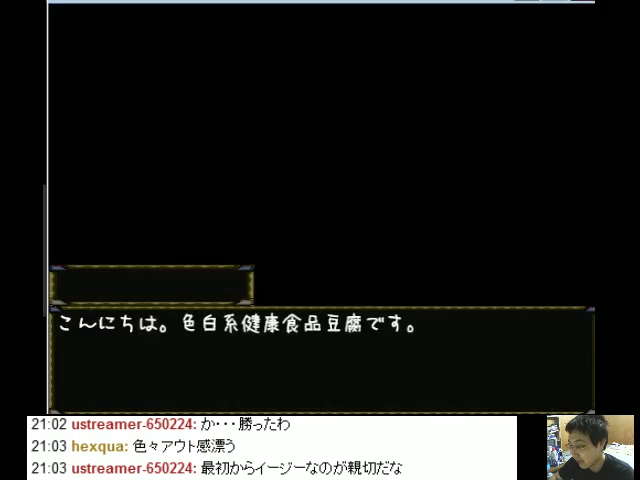 こんにちは。色白系健康食品豆腐です。
21:02 ustreamer-650224: か・・・勝ったわ
21:03 hexqua: 色々アウト感漂う
21:03 ustreamer-650224: 最初からイージーなのが親切だな